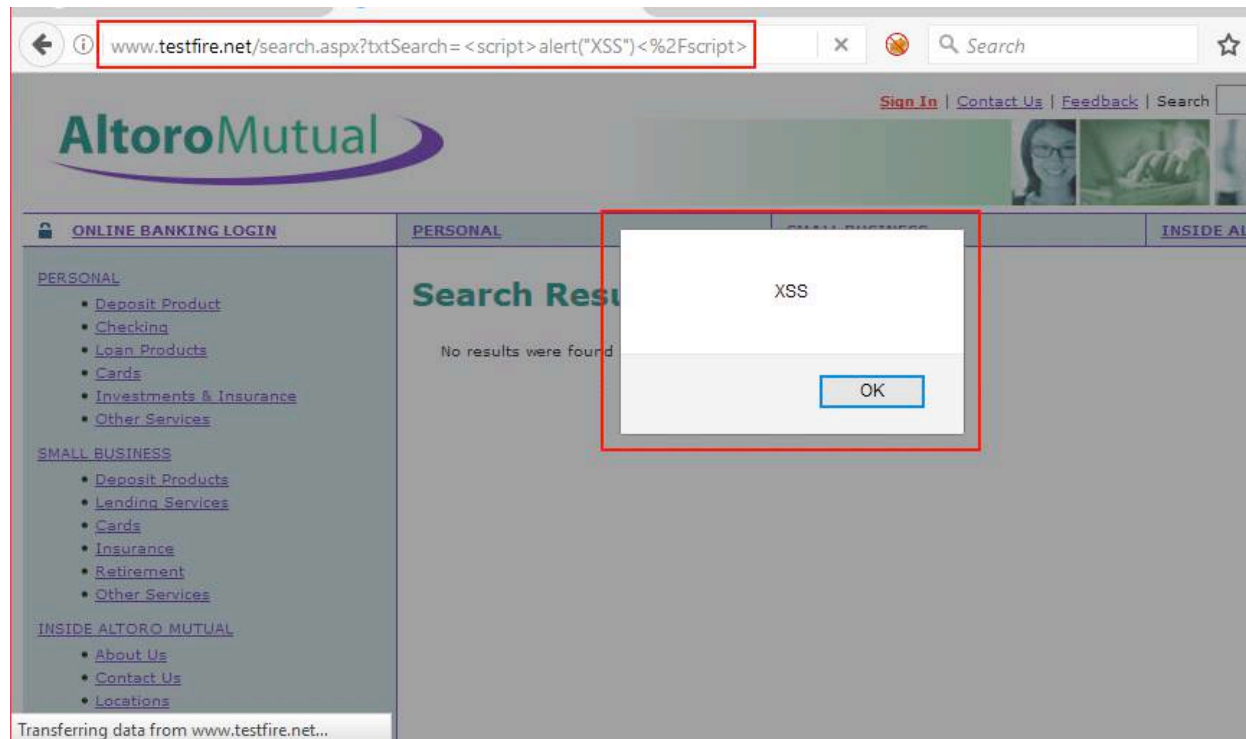 www.testfire.net/search.aspx?txtSearch=<script>alert("XSS")<%2Fscript>
Search
Sign In | Contact Us | Feedback | Search
AltoroMutual
ONLINE BANKING LOGIN
PERSONAL
SMALL BUSINESS
INSIDE AL
PERSONAL
Deposit Product
Checking
Loan Products
Cards
Investments & Insurance
Other Services
SMALL BUSINESS
Deposit Products
Lending Services
Cards
Insurance
Retirement
Other Services
INSIDE ALTORO MUTUAL
About Us
Contact Us
Locations
Search Resu
No results were found
XSS
OK
Transferring data from www.testfire.net...